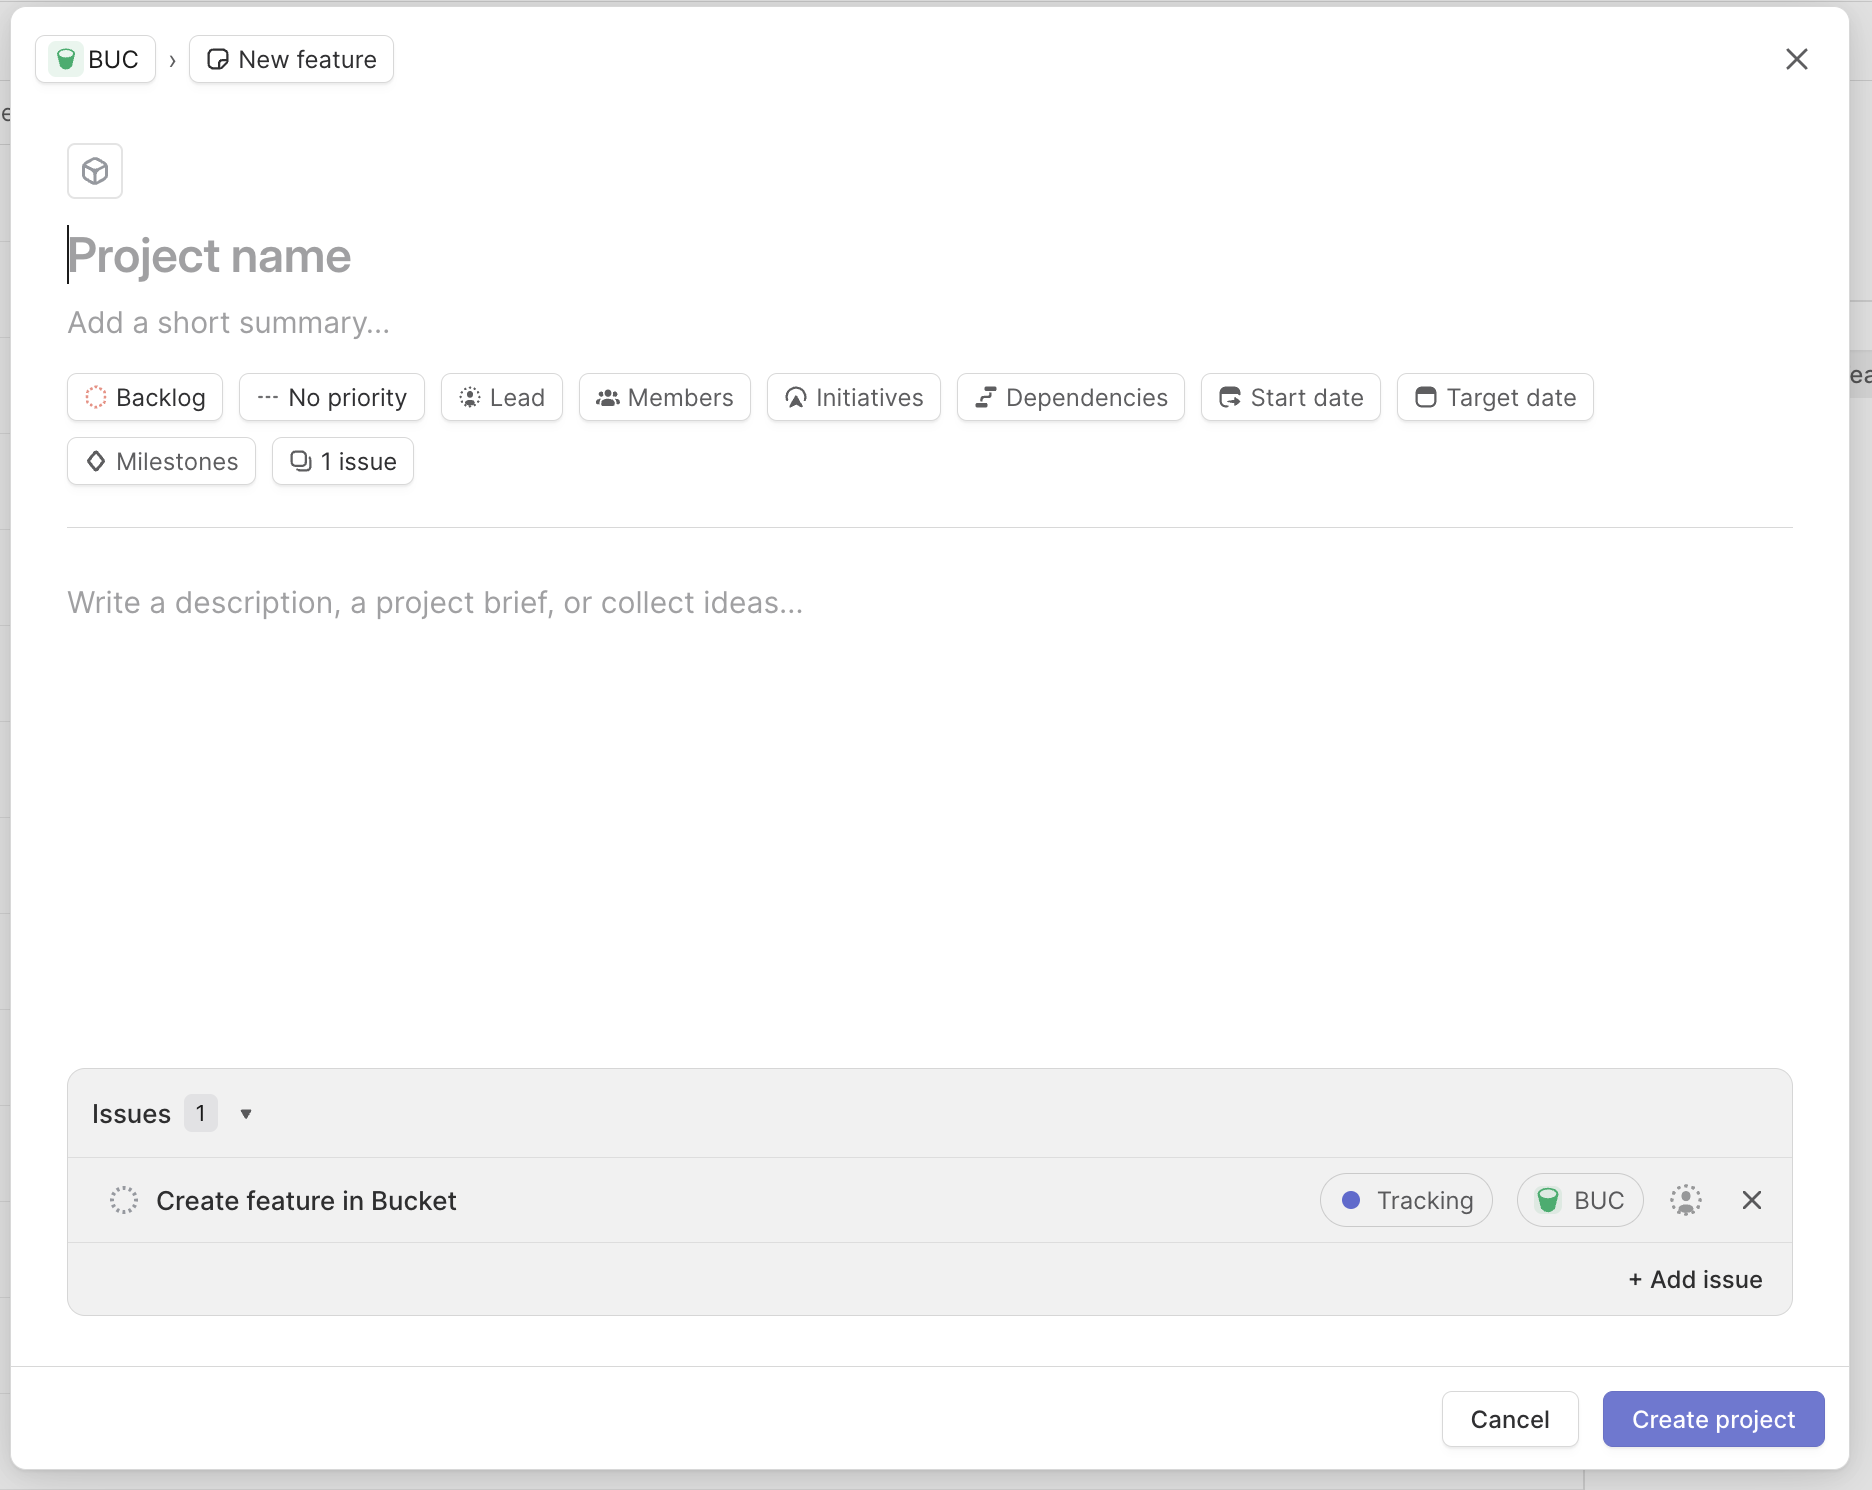 BUC › New feature
Project name
Add a short summary...
Backlog --- No priority Lead Members Initiatives Dependencies Start date Target date
Milestones 1 issue
Write a description, a project brief, or collect ideas...
Issues 1
Create feature in Bucket Tracking BUC
+ Add issue
Cancel Create project